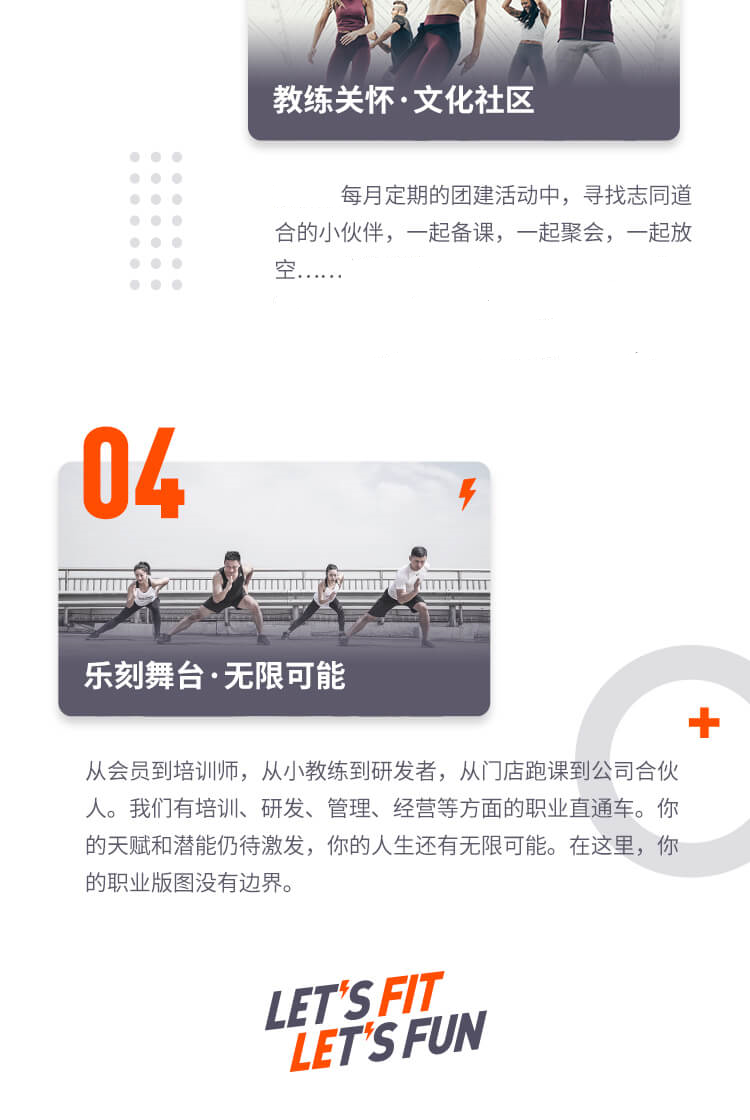 教练关怀·文化社区
每月定期的团建活动中，寻找志同道
合的小伙伴，一起备课，一起聚会，一起放
空……
04
乐刻舞台·无限可能
从会员到培训师，从小教练到研发者，从门店跑课到公司合伙
人。我们有培训、研发、管理、经营等方面的职业直通车。你
的天赋和潜能仍待激发，你的人生还有无限可能。在这里，你
的职业版图没有边界。
LET'S FIT
LET'S FUN